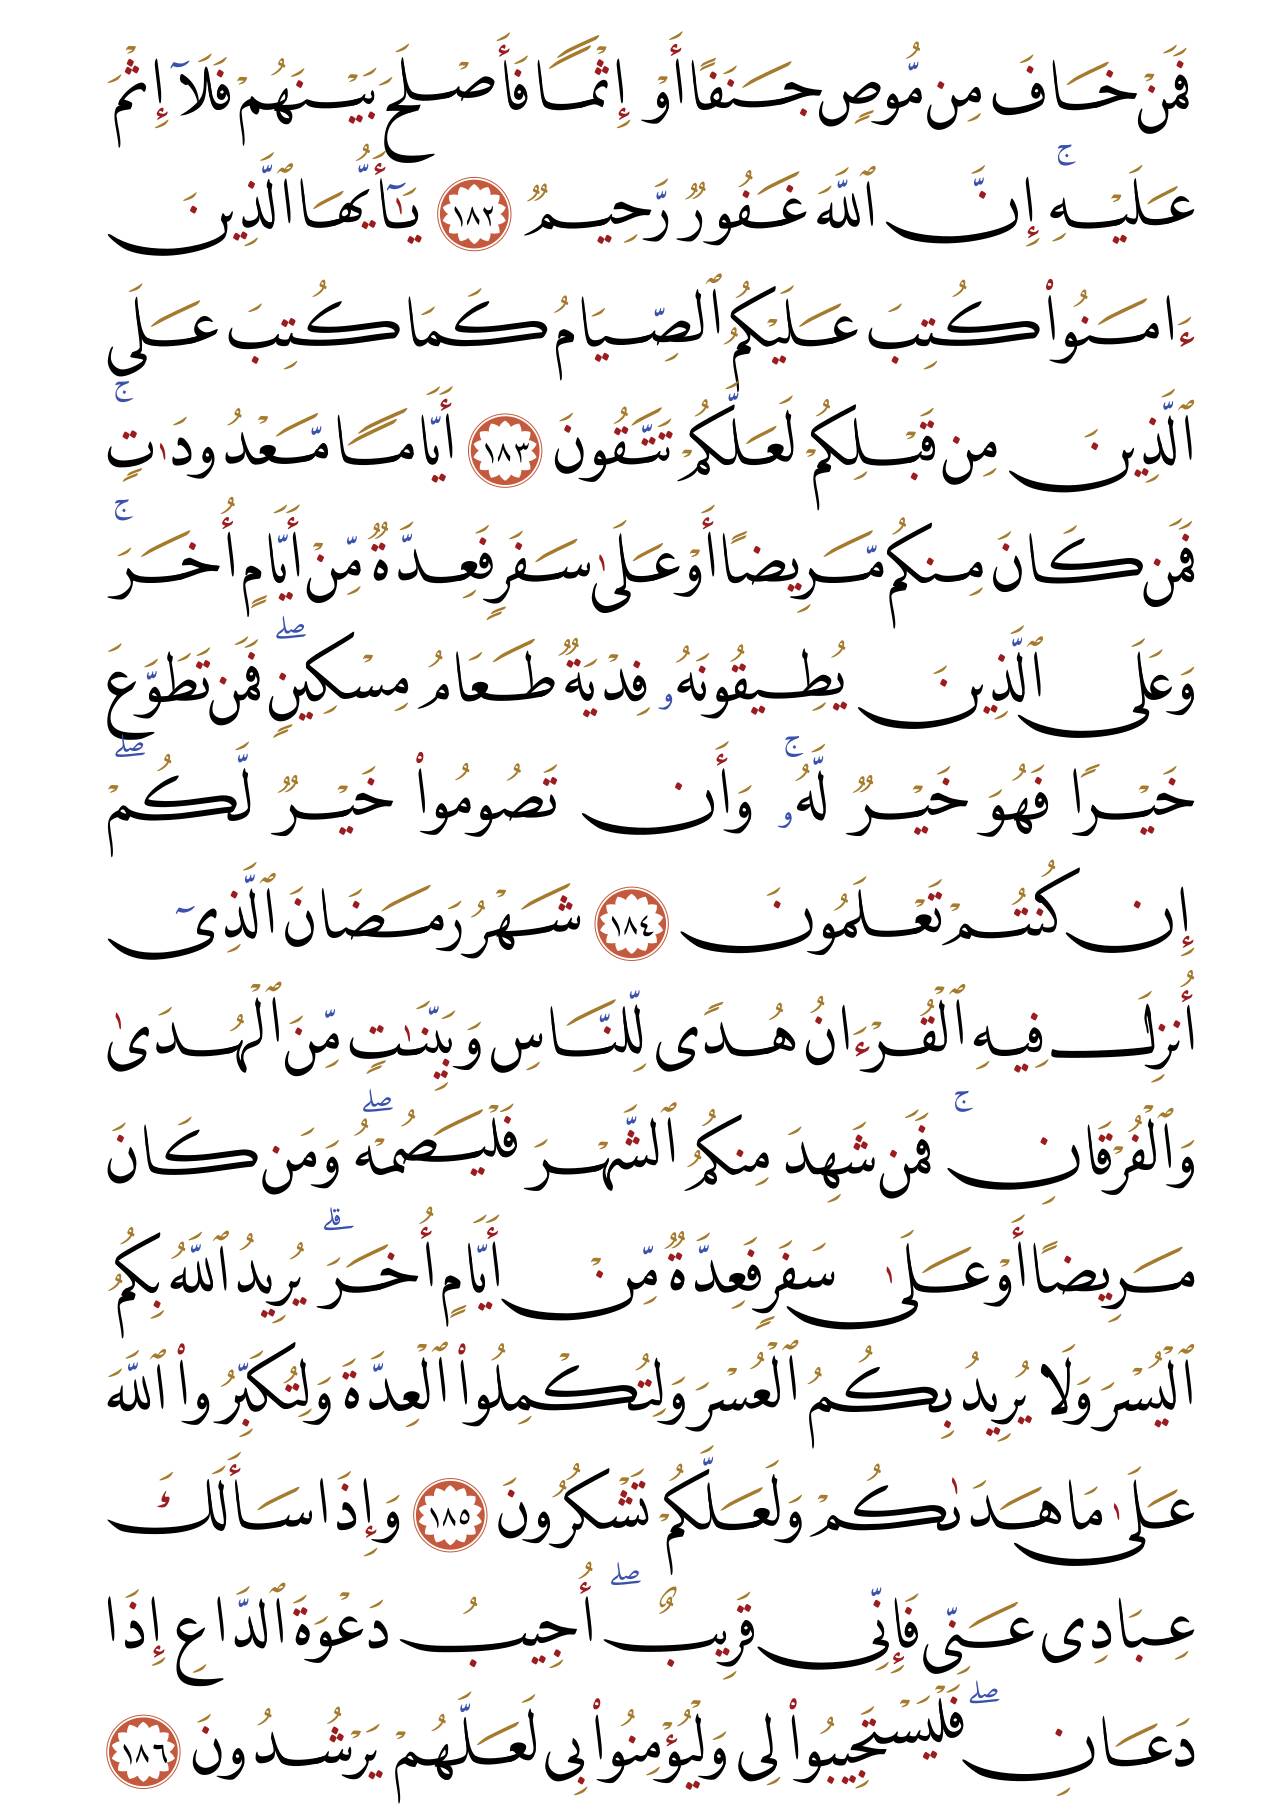 فَمَنْ خَافَ مِن مُّوصٍ جَنَفًا أَوْ إِثْمًا فَأَصْلَحَ بَيْنَهُمْ فَلَآ إِثْمَ
عَلَيْهِ ۚ إِنَّ ٱللَّهَ غَفُورٌ رَّحِيمٌ ١٨٢ يَـٰٓأَيُّهَا ٱلَّذِينَ
ءَامَنُوا۟ كُتِبَ عَلَيْكُمُ ٱلصِّيَامُ كَمَا كُتِبَ عَلَى
ٱلَّذِينَ مِن قَبْلِكُمْ لَعَلَّكُمْ تَتَّقُونَ ١٨٣ أَيَّامًا مَّعْدُودَٰتٍ ۚ
فَمَن كَانَ مِنكُم مَّرِيضًا أَوْ عَلَىٰ سَفَرٍ فَعِدَّةٌ مِّنْ أَيَّامٍ أُخَرَ ۚ
وَعَلَى ٱلَّذِينَ يُطِيقُونَهُۥ فِدْيَةٌ طَعَامُ مِسْكِينٍ ۖ فَمَن تَطَوَّعَ
خَيْرًا فَهُوَ خَيْرٌ لَّهُۥ ۚ وَأَن تَصُومُوا۟ خَيْرٌ لَّكُمْ ۖ
إِن كُنتُمْ تَعْلَمُونَ ١٨٤ شَهْرُ رَمَضَانَ ٱلَّذِىٓ
أُنزِلَ فِيهِ ٱلْقُرْءَانُ هُدًى لِّلنَّاسِ وَبَيِّنَـٰتٍ مِّنَ ٱلْهُدَىٰ
وَٱلْفُرْقَانِ ۚ فَمَن شَهِدَ مِنكُمُ ٱلشَّهْرَ فَلْيَصُمْهُ ۖ وَمَن كَانَ
مَرِيضًا أَوْ عَلَىٰ سَفَرٍ فَعِدَّةٌ مِّنْ أَيَّامٍ أُخَرَ ۗ يُرِيدُ ٱللَّهُ بِكُمُ
ٱلْيُسْرَ وَلَا يُرِيدُ بِكُمُ ٱلْعُسْرَ وَلِتُكْمِلُوا۟ ٱلْعِدَّةَ وَلِتُكَبِّرُوا۟ ٱللَّهَ
عَلَىٰ مَا هَدَىٰكُمْ وَلَعَلَّكُمْ تَشْكُرُونَ ١٨٥ وَإِذَا سَأَلَكَ
عِبَادِى عَنِّى فَإِنِّى قَرِيبٌ ۖ أُجِيبُ دَعْوَةَ ٱلدَّاعِ إِذَا
دَعَانِ ۖ فَلْيَسْتَجِيبُوا۟ لِى وَلْيُؤْمِنُوا۟ بِى لَعَلَّهُمْ يَرْشُدُونَ ١٨٦